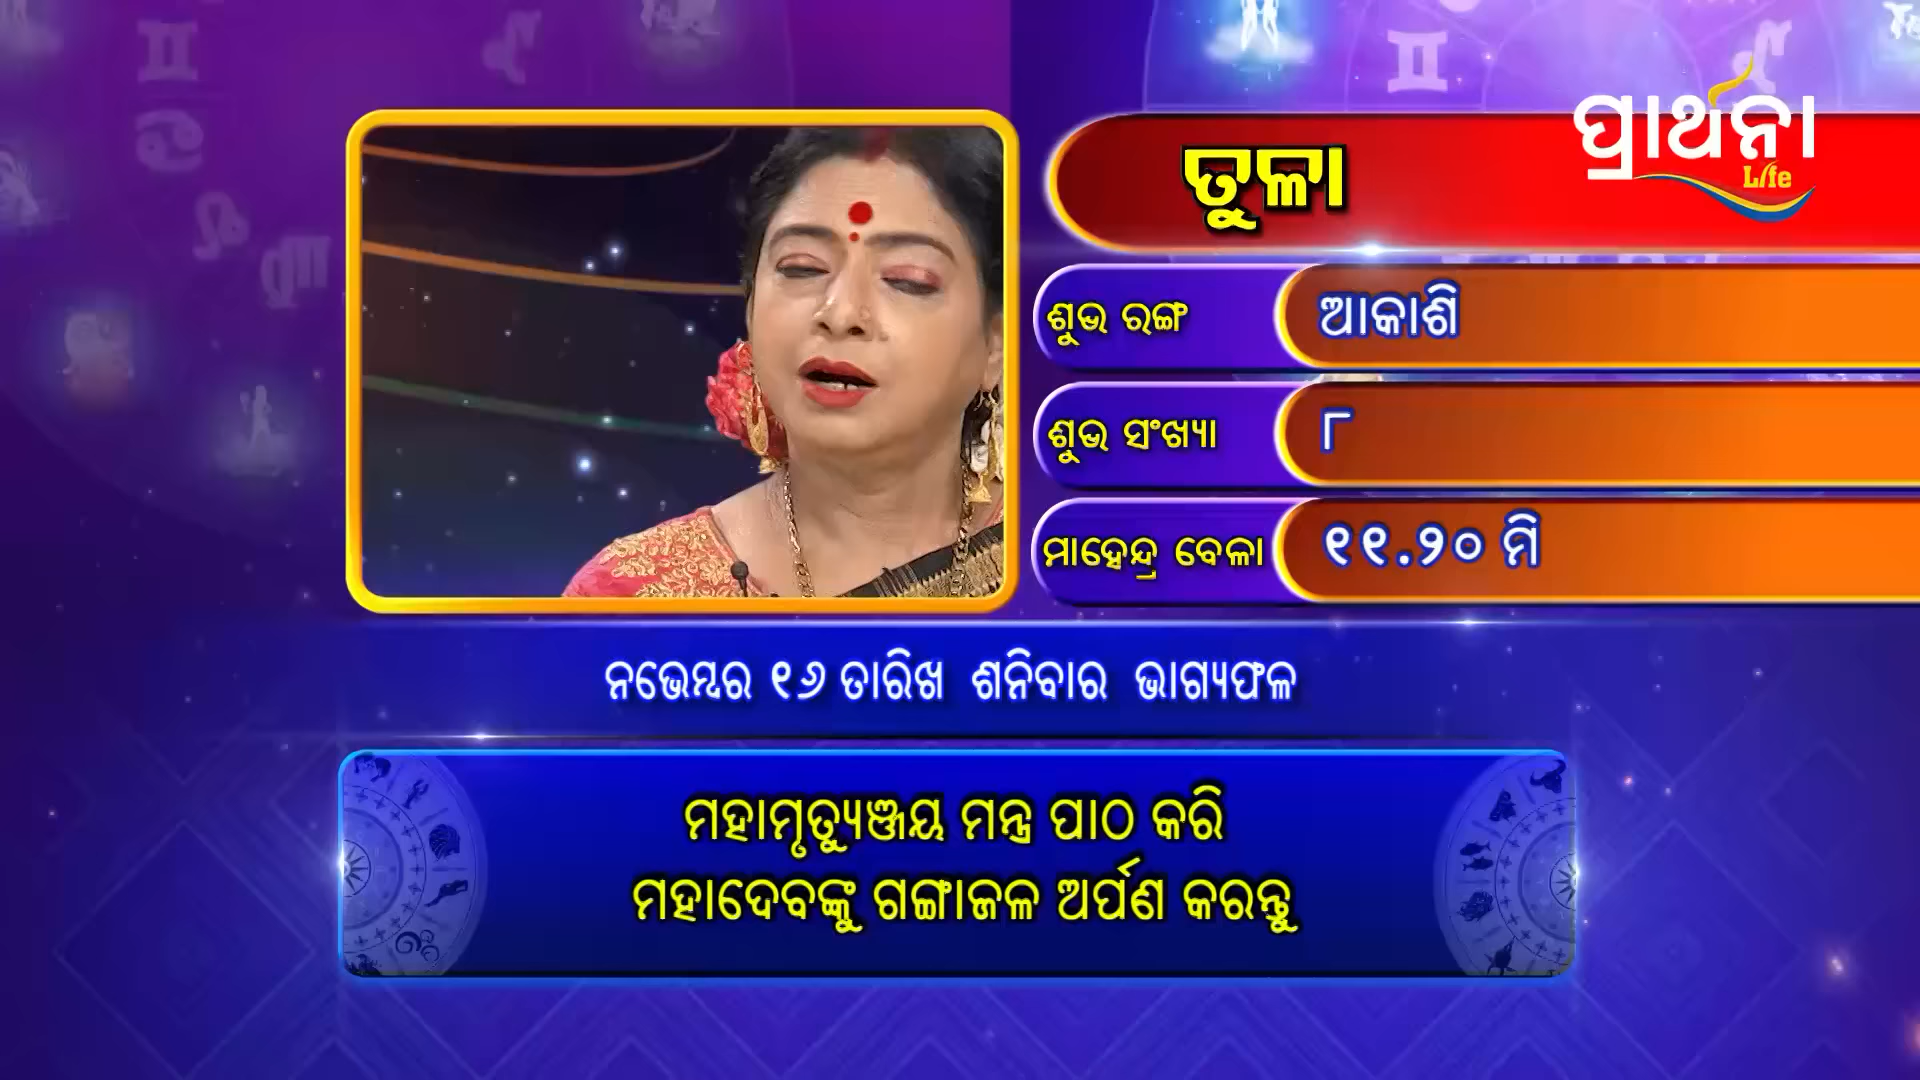 ତୁଳା
ପ୍ରାର୍ଥନା
Life
ଶୁଭ ରଙ୍ଗ ଆକାଶି
ଶୁଭ ସଂଖ୍ୟା ୮
ମାହେନ୍ଦ୍ର ବେଳା ୧୧.୨୦ ମି
ନଭେମ୍ବର ୧୬ ତାରିଖ ଶନିବାର ଭାଗ୍ୟଫଳ
ମହାମୃତ୍ୟୁଞ୍ଜୟ ମନ୍ତ୍ର ପାଠ କରି
ମହାଦେବଙ୍କୁ ଗଙ୍ଗାଜଳ ଅର୍ପଣ କରନ୍ତୁ